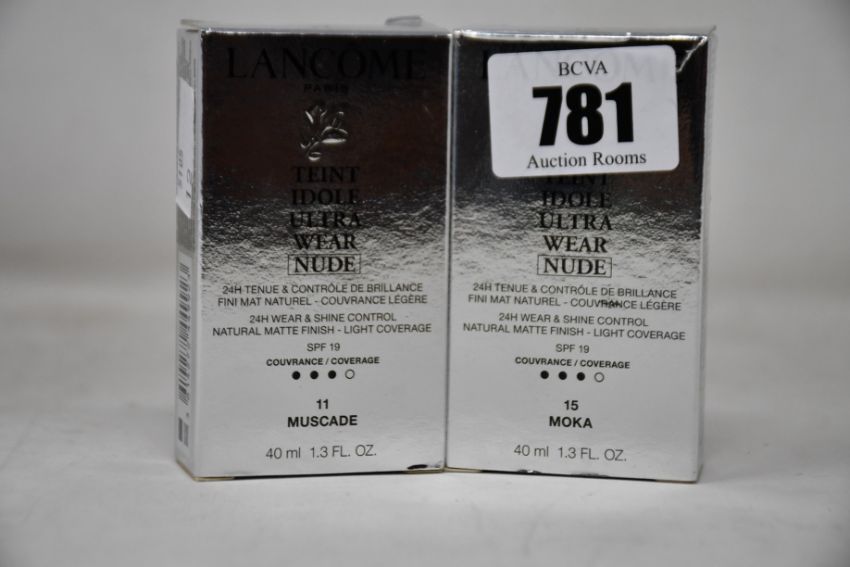 LANCÔME
PARIS
TEINT
IDOLE
ULTRA
WEAR
NUDE
24H TENUE & CONTRÔLE DE BRILLANCE
FINI MAT NATUREL - COUVRANCE LÉGÈRE
24H WEAR & SHINE CONTROL
NATURAL MATTE FINISH - LIGHT COVERAGE
SPF 19
COUVRANCE / COVERAGE
11
MUSCADE
40 ml 1.3 FL. OZ.
BCVA
781
Auction Rooms
TEINT
IDOLE
ULTRA
WEAR
NUDE
24H TENUE & CONTRÔLE DE BRILLANCE
FINI MAT NATUREL - COUVRANCE LÉGÈRE
24H WEAR & SHINE CONTROL
NATURAL MATTE FINISH - LIGHT COVERAGE
SPF 19
COUVRANCE / COVERAGE
15
MOKA
40 ml 1.3 FL. OZ.